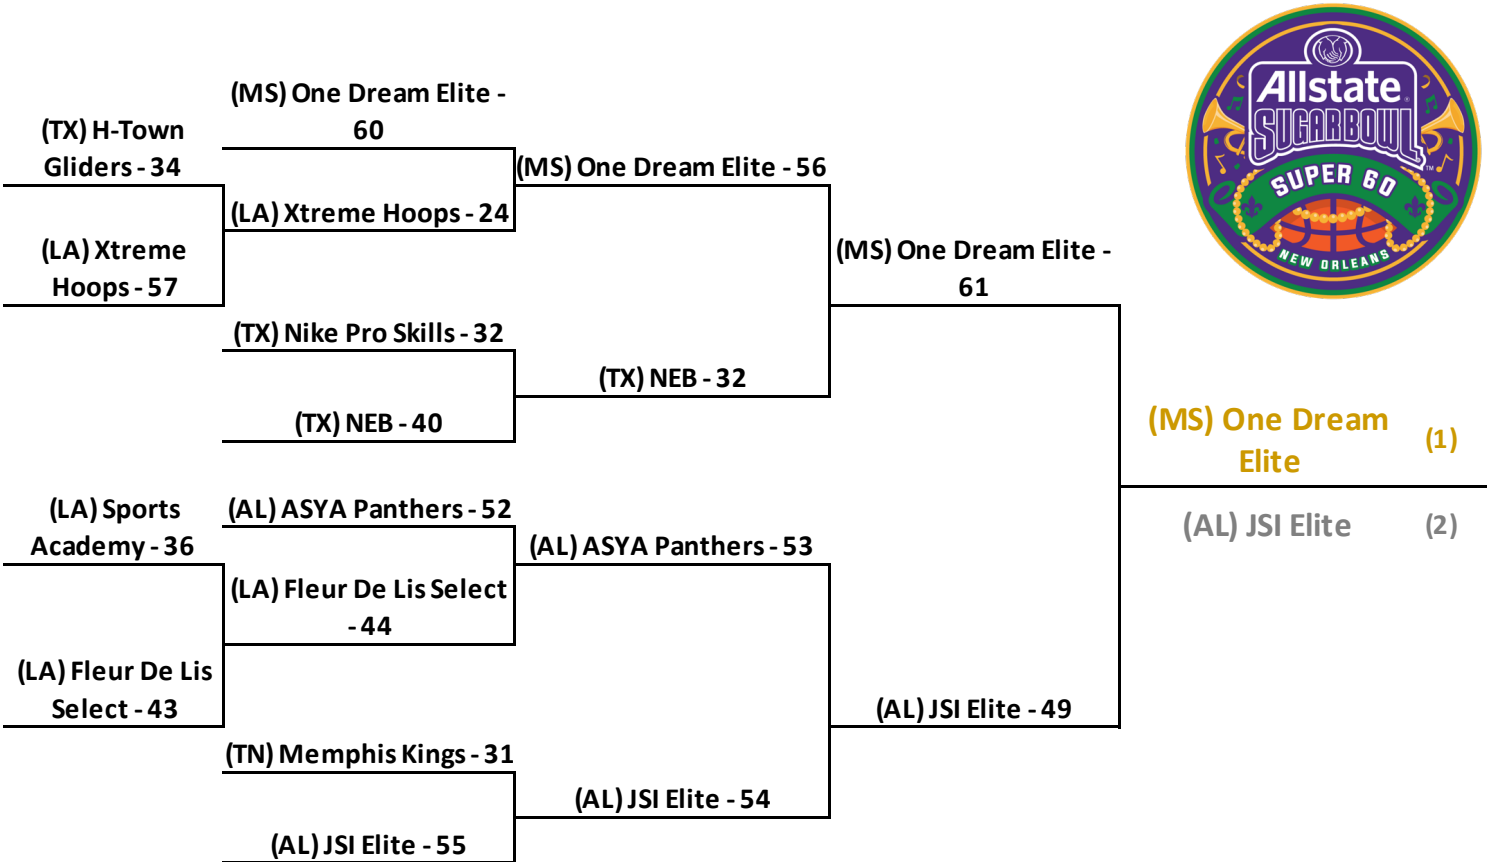 (MS) One Dream Elite -
60
(TX) H-Town
Gliders - 34
(MS) One Dream Elite - 56
(LA) Xtreme Hoops - 24
(LA) Xtreme
Hoops - 57
(MS) One Dream Elite -
61
(TX) Nike Pro Skills - 32
(TX) NEB - 32
(TX) NEB - 40
(MS) One Dream
Elite
(1)
(LA) Sports
Academy - 36
(AL) ASYA Panthers - 52
(AL) JSI Elite
(2)
(AL) ASYA Panthers - 53
(LA) Fleur De Lis Select
- 44
(LA) Fleur De Lis
Select - 43
(AL) JSI Elite - 49
(TN) Memphis Kings - 31
(AL) JSI Elite - 54
(AL) JSI Elite - 55
Allstate
SUGARBOWL
TM
SUPER 60
NEW ORLEANS